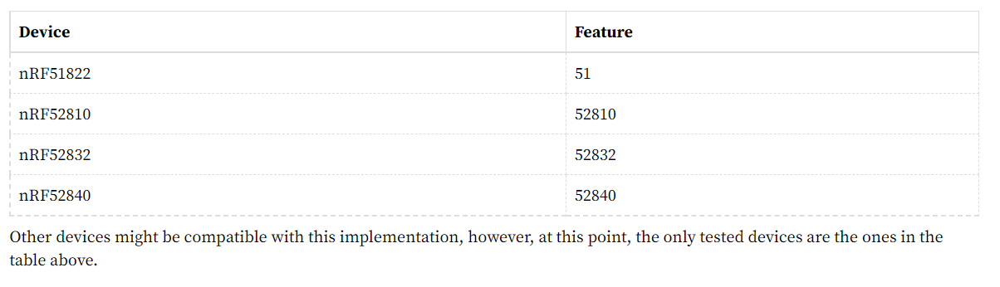 Device Feature
nRF51822 51
nRF52810 52810
nRF52832 52832
nRF52840 52840
Other devices might be compatible with this implementation, however, at this point, the only tested devices are the ones in the
table above.